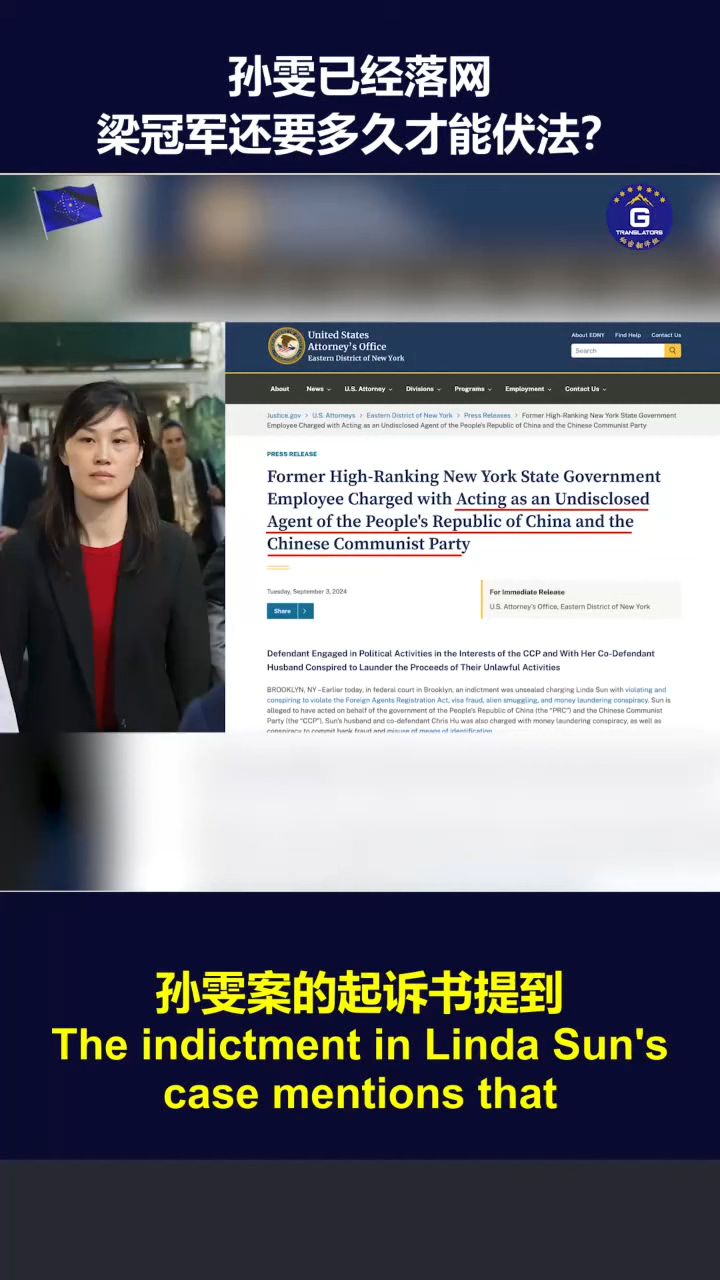 孙雯已经落网
梁冠军还要多久才能伏法?
G
TRANSLATORS
United States
Attorney's Office
Eastern District of New York
About EDNY Find Help Contact Us
Search
About News U.S. Attorney Divisions Programs Employment Contact Us
Justice.gov > U.S. Attorneys > Eastern District of New York > Press Releases > Former High-Ranking New York State Government
Employee Charged with Acting as an Undisclosed Agent of the People's Republic of China and the Chinese Communist Party
PRESS RELEASE
Former High-Ranking New York State Government
Employee Charged with Acting as an Undisclosed
Agent of the People's Republic of China and the
Chinese Communist Party
Tuesday, September 3, 2024
Share >
For Immediate Release
U.S. Attorney's Office, Eastern District of New York
Defendant Engaged in Political Activities in the Interests of the CCP and With Her Co-Defendant
Husband Conspired to Launder the Proceeds of Their Unlawful Activities
BROOKLYN, NY – Earlier today, in federal court in Brooklyn, an indictment was unsealed charging Linda Sun with violating and
conspiring to violate the Foreign Agents Registration Act, visa fraud, alien smuggling, and money laundering conspiracy. Sun is
alleged to have acted on behalf of the government of the People's Republic of China (the "PRC") and the Chinese Communist
Party (the "CCP"). Sun's husband and co-defendant Chris Hu was also charged with money laundering conspiracy, as well as
conspiracy to commit bank fraud and misuse of means of identification.
孙雯案的起诉书提到
The indictment in Linda Sun's
case mentions that